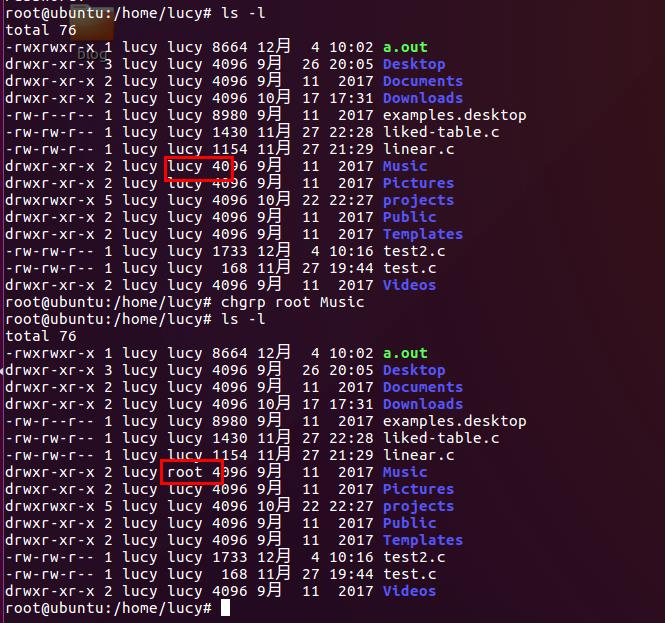 root@ubuntu:/home/lucy# ls -l
total 76
-rwxrwxr-x 1 lucy lucy 8664 12月  4 10:02 a.out
drwxr-xr-x 3 lucy lucy 4096 9月  26 20:05 Desktop
drwxr-xr-x 2 lucy lucy 4096 9月  11  2017 Documents
drwxr-xr-x 2 lucy lucy 4096 10月 17 17:31 Downloads
-rw-r--r-- 1 lucy lucy 8980 9月  11  2017 examples.desktop
-rw-rw-r-- 1 lucy lucy 1430 11月 27 22:28 liked-table.c
-rw-rw-r-- 1 lucy lucy 1154 11月 27 21:29 linear.c
drwxr-xr-x 2 lucy lucy 4096 9月  11  2017 Music
drwxr-xr-x 2 lucy lucy 4096 9月  11  2017 Pictures
drwxrwxr-x 5 lucy lucy 4096 10月 22 22:27 projects
drwxr-xr-x 2 lucy lucy 4096 9月  11  2017 Public
drwxr-xr-x 2 lucy lucy 4096 9月  11  2017 Templates
-rw-rw-r-- 1 lucy lucy 1733 12月  4 10:16 test2.c
-rw-rw-r-- 1 lucy lucy  168 11月 27 19:44 test.c
drwxr-xr-x 2 lucy lucy 4096 9月  11  2017 Videos
root@ubuntu:/home/lucy# chgrp root Music
root@ubuntu:/home/lucy# ls -l
total 76
-rwxrwxr-x 1 lucy lucy 8664 12月  4 10:02 a.out
drwxr-xr-x 3 lucy lucy 4096 9月  26 20:05 Desktop
drwxr-xr-x 2 lucy lucy 4096 9月  11  2017 Documents
drwxr-xr-x 2 lucy lucy 4096 10月 17 17:31 Downloads
-rw-r--r-- 1 lucy lucy 8980 9月  11  2017 examples.desktop
-rw-rw-r-- 1 lucy lucy 1430 11月 27 22:28 liked-table.c
-rw-rw-r-- 1 lucy lucy 1154 11月 27 21:29 linear.c
drwxr-xr-x 2 lucy root 4096 9月  11  2017 Music
drwxr-xr-x 2 lucy lucy 4096 9月  11  2017 Pictures
drwxrwxr-x 5 lucy lucy 4096 10月 22 22:27 projects
drwxr-xr-x 2 lucy lucy 4096 9月  11  2017 Public
drwxr-xr-x 2 lucy lucy 4096 9月  11  2017 Templates
-rw-rw-r-- 1 lucy lucy 1733 12月  4 10:16 test2.c
-rw-rw-r-- 1 lucy lucy  168 11月 27 19:44 test.c
drwxr-xr-x 2 lucy lucy 4096 9月  11  2017 Videos
root@ubuntu:/home/lucy#